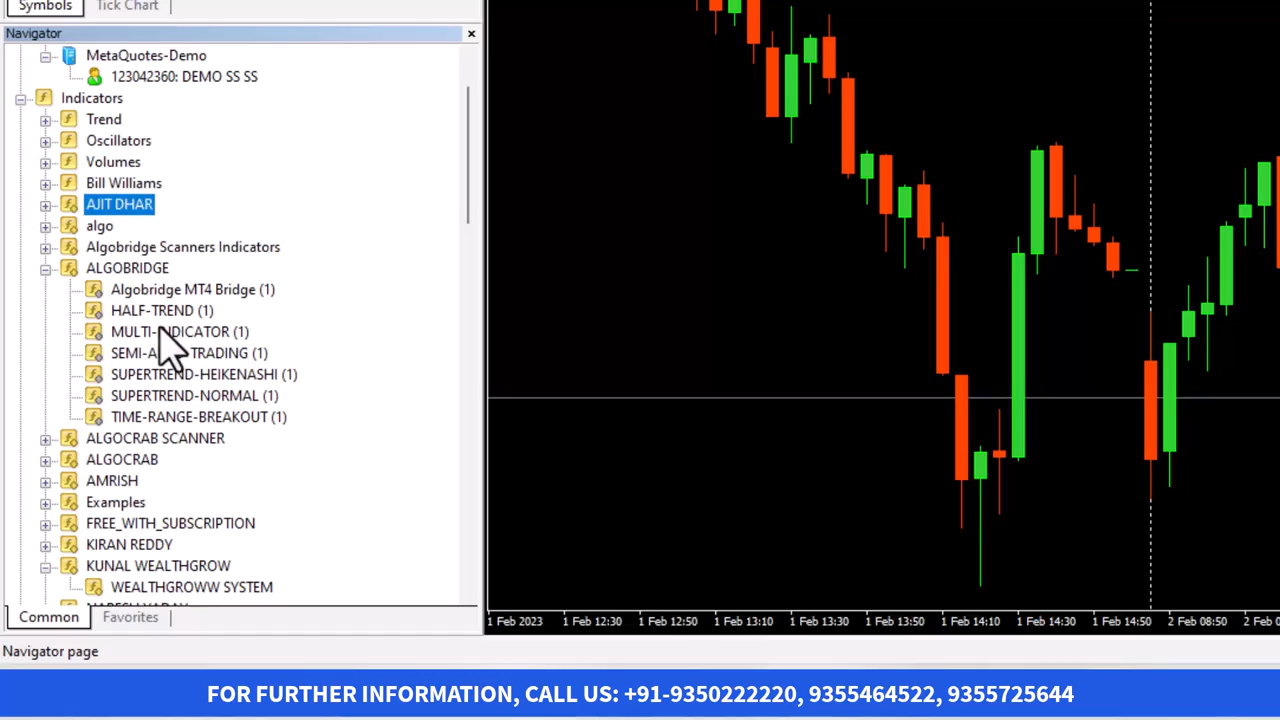 Symbols
Tick Chart
Navigator
MetaQuotes-Demo
123042360: DEMO SS SS
Indicators
Trend
Oscillators
Volumes
Bill Williams
AJIT DHAR
algo
Algobridge Scanners Indicators
ALGOBRIDGE
Algobridge MT4 Bridge (1)
HALF-TREND (1)
MULTI-INDICATOR (1)
SEMI-A TRADING (1)
SUPERTREND-HEIKENASHI (1)
SUPERTREND-NORMAL (1)
TIME-RANGE-BREAKOUT (1)
ALGOCRAB SCANNER
ALGOCRAB
AMRISH
Examples
FREE_WITH_SUBSCRIPTION
KIRAN REDDY
KUNAL WEALTHGROW
WEALTHGROWW SYSTEM
Common
Favorites
1 Feb 2023 1 Feb 12:30 1 Feb 12:50 1 Feb 13:10 1 Feb 13:30 1 Feb 13:50 1 Feb 14:10 1 Feb 14:30 1 Feb 14:50 2 Feb 08:50 2 Feb 0
Navigator page
FOR FURTHER INFORMATION, CALL US: +91-9350222220, 9355464522, 9355725644